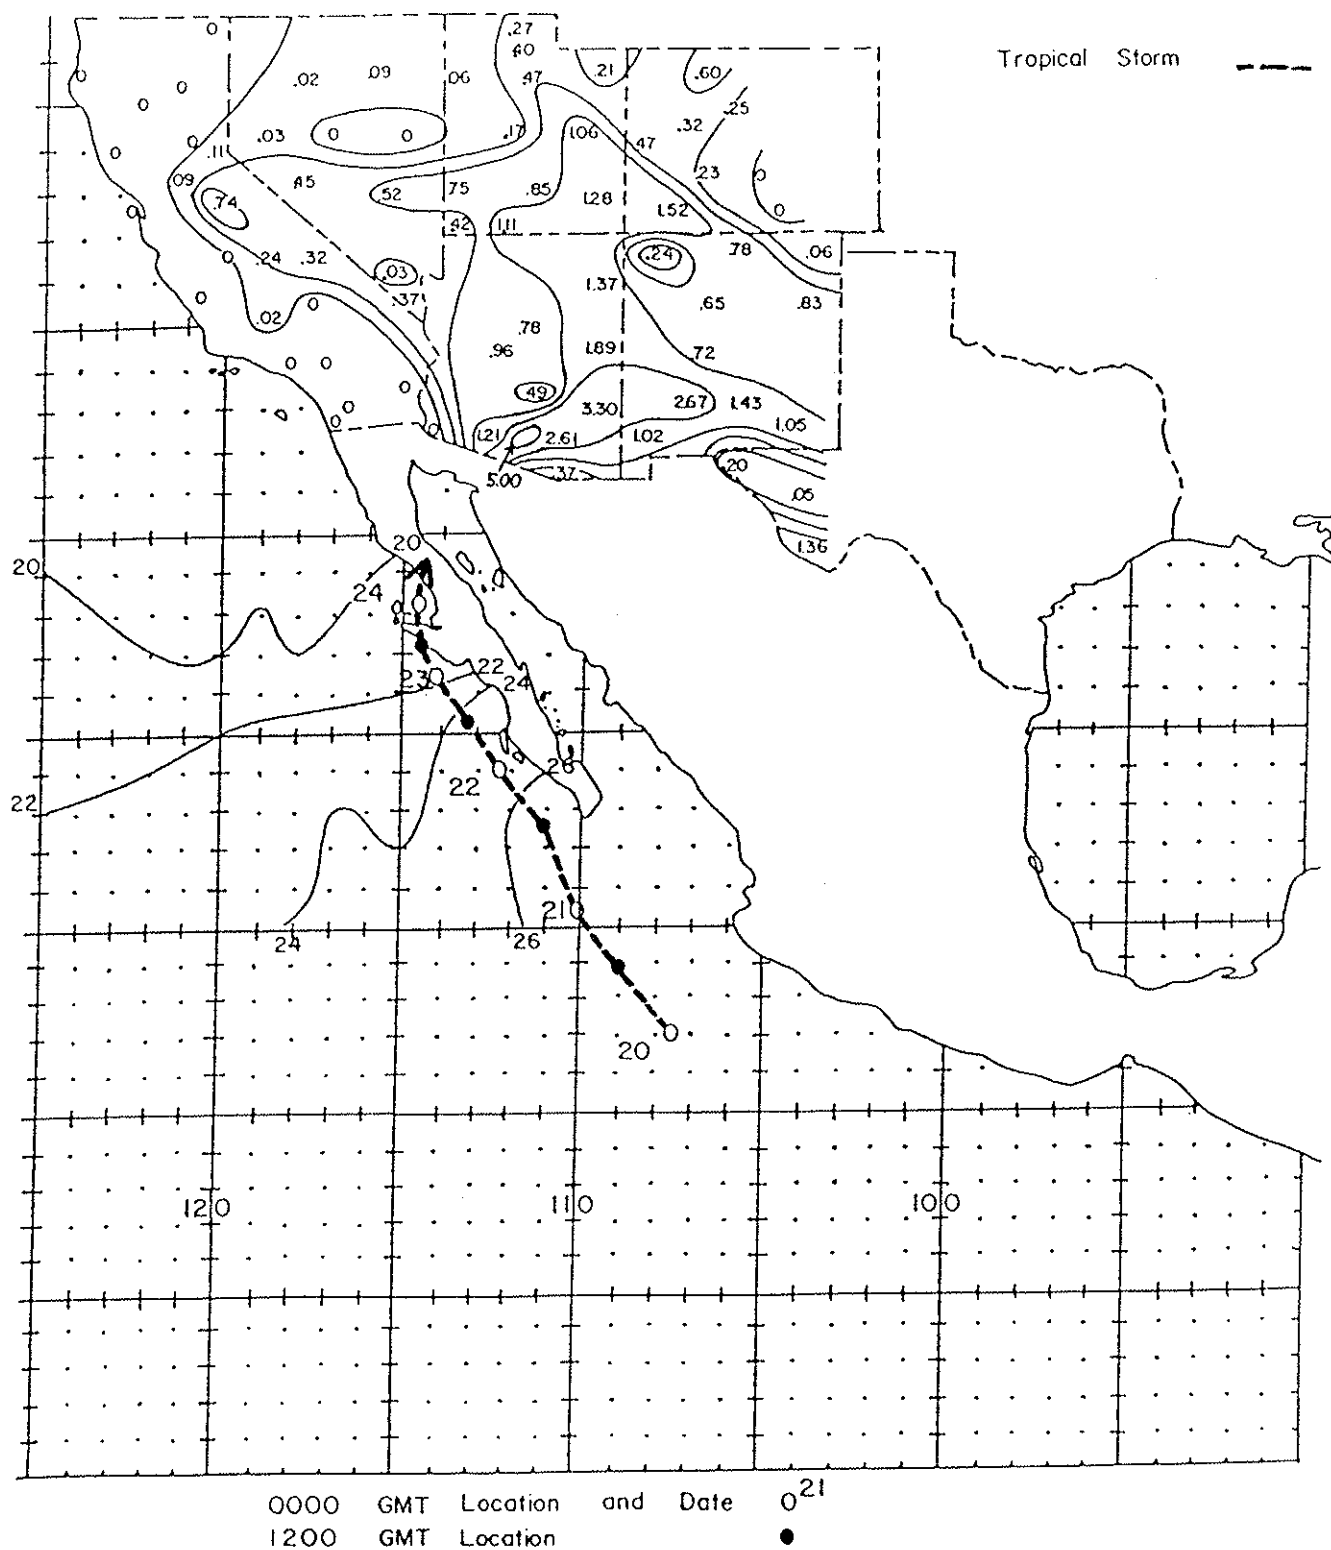 Tropical Storm
.27
0 .40
.21 .60
0 .02 .09 .06 .47
0 0 .25
.03 0 0 .17 1.06 .32
0 .11 .47
0 .09 .45 .52 .75 .85 .23 0
.74 1.28 1.52 0
0 .42 1.11
0 .24 .32 .24 .78 .06
.03 1.37
0 0 .37 .65 .83
.02 .78
.96 1.89 .72
0 0
0 .49
0 3.30 2.67 1.43
0 0 1.21 2.61 1.02 1.05
5.00 .37 .20
.05
20 1.36
20
24
22
23 24
26
22
22
21
24 26
20
120 110 100
0000 GMT Location and Date O21
1200 GMT Location ●